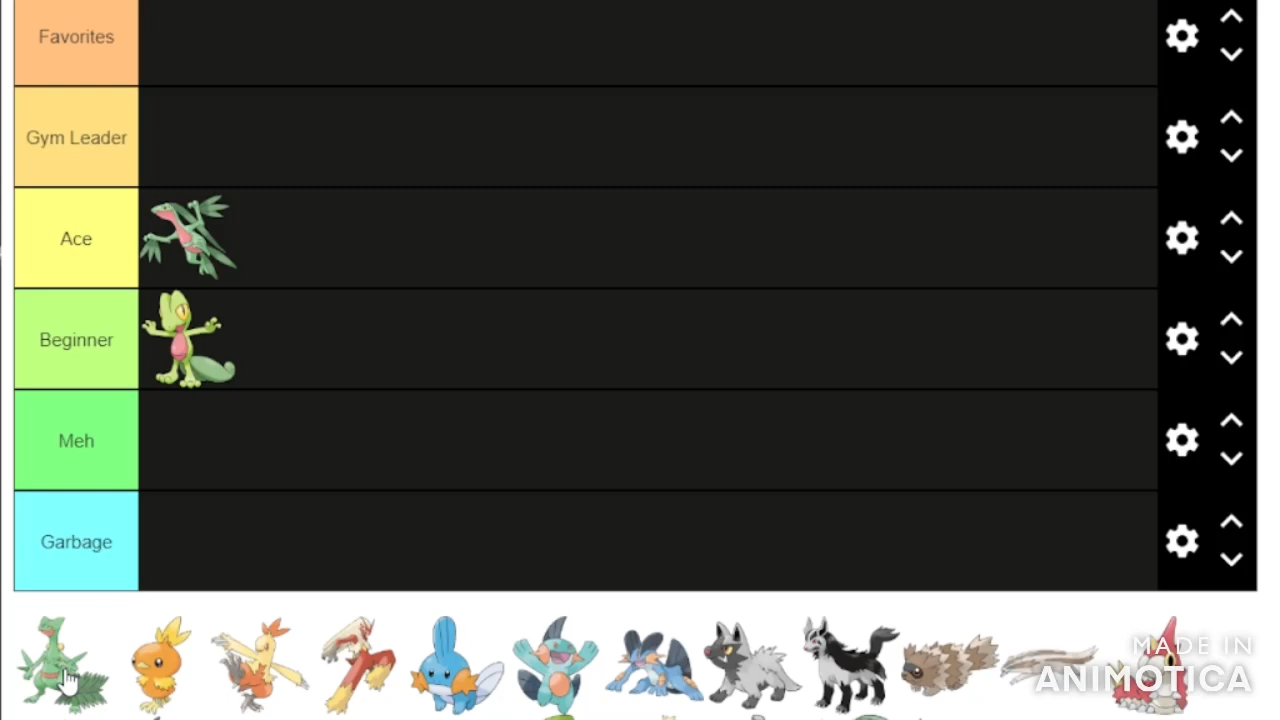 Favorites
Gym Leader
Ace
Beginner
Meh
Garbage
MADE IN
ANIMOTICA